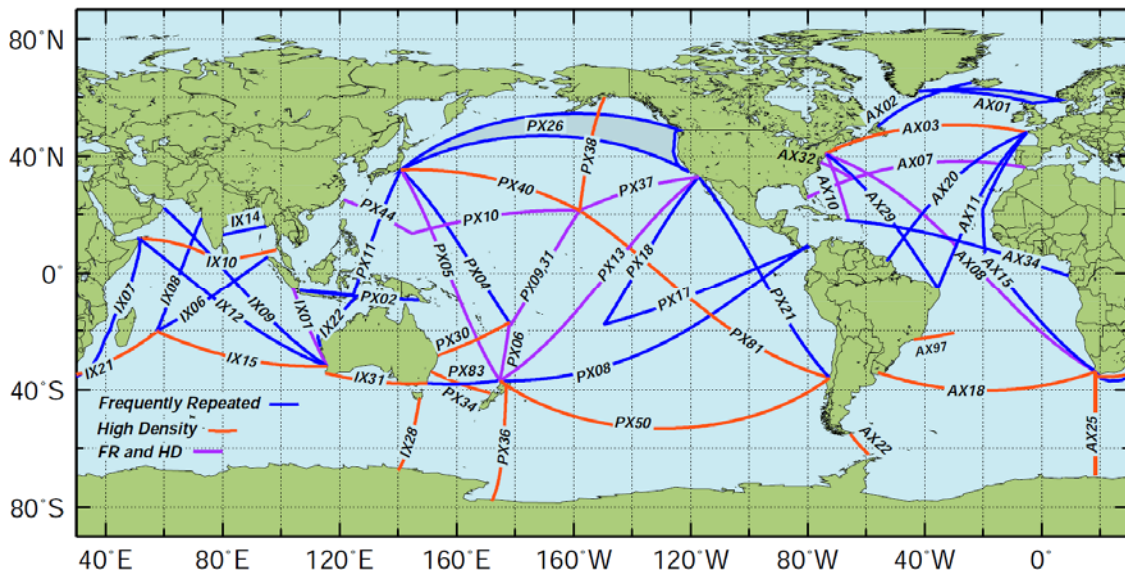 80°N
40°N
0°
40°S
80°S
40°E
80°E
120°E
160°E
160°W
120°W
80°W
40°W
0°
AX02
AX01
PX26
AX03
PX38
AX32
AX07
PX40
PX37
AX20
AX10
AX29
AX11
IX14
PX44
PX10
PX11
IX10
PX05
PX04
PX09,31
PX13
PX18
AX08
AX15
AX34
IX07
IX08
IX06
IX12
IX09
IX01
IX22
PX02
PX17
PX21
PX30
PX06
PX81
AX97
IX21
IX15
IX31
PX83
PX34
PX08
AX18
PX50
IX28
PX36
AX22
AX25
Frequently Repeated
High Density
FR and HD